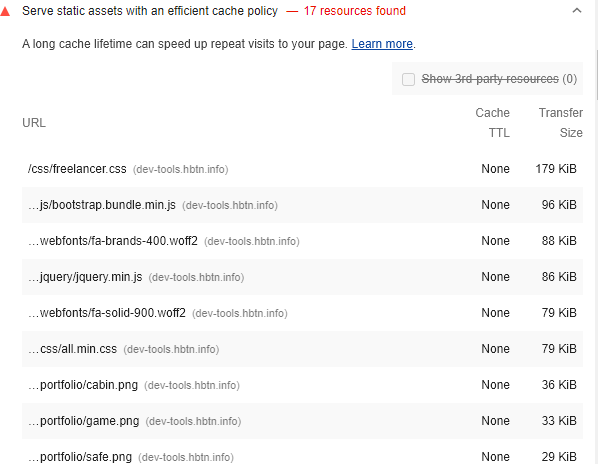 Serve static assets with an efficient cache policy — 17 resources found
A long cache lifetime can speed up repeat visits to your page. Learn more.
Show 3rd-party resources (0)
URL Cache TTL Transfer Size
/css/freelancer.css (dev-tools.hbtn.info) None 179 KiB
…js/bootstrap.bundle.min.js (dev-tools.hbtn.info) None 96 KiB
…webfonts/fa-brands-400.woff2 (dev-tools.hbtn.info) None 88 KiB
…jquery/jquery.min.js (dev-tools.hbtn.info) None 86 KiB
…webfonts/fa-solid-900.woff2 (dev-tools.hbtn.info) None 79 KiB
…css/all.min.css (dev-tools.hbtn.info) None 79 KiB
…portfolio/cabin.png (dev-tools.hbtn.info) None 36 KiB
…portfolio/game.png (dev-tools.hbtn.info) None 33 KiB
…portfolio/safe.png (dev-tools.hbtn.info) None 29 KiB